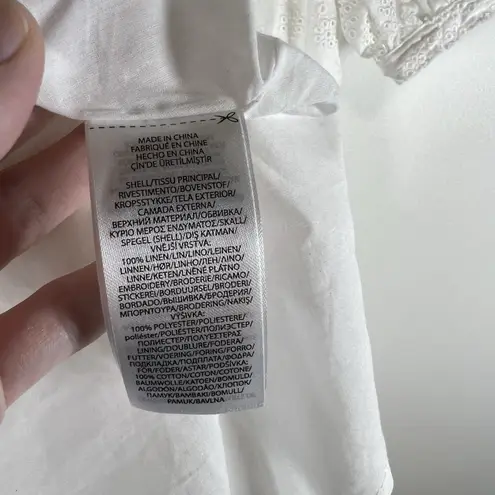 MADE IN CHINA
FABRIQUÉ EN CHINE
HECHO EN CHINA
ÇİN'DE ÜRETİLMİŞTİR
SHELL/TISSU PRINCIPAL/
RIVESTIMENTO/BOVENSTOF/
KROPSSTYKKE/TELA EXTERIOR/
CAMADA EXTERNA/
ВЕРХНИЙ МАТЕРИАЛ/ОБВИВКА/
ΚΥΡΙΟ ΜΕΡΟΣ ΕΝΔΥΜΑΤΟΣ/SKALL/
SPEGEL (SHELL)/DIŞ KATMAN/
VNĚJŠÍ VRSTVA:
100% LINEN/LIN/LINO/LEINEN/
LINNEN/HØR/LINHO/ЛЕН/ΛΙΝΟ/
LINNE/KETEN/LNĚNÉ PLÁTNO
EMBROIDERY/BRODERIE/RICAMO/
STICKEREI/BORDUURSEL/BRODERI/
BORDADO/ВЫШИВКА/БРОДЕРИЯ/
ΜΠΟΡΝΤΟΥΡΑ/BRODERING/NAKIŞ/
VÝŠIVKA:
100% POLYESTER/POLIESTERE/
poliéster/POLIÉSTER/ПОЛИЭСТЕР/
ПОЛИЕСТЕР/ΠΟΛΥΕΣΤΕΡΑΣ
LINING/DOUBLURE/FODERA/
FUTTER/VOERING/FORING/FORRO/
ПОДКЛАДКА/ПОДПЛАТА/ΦΟΔΡΑ/
FÖR/FODER/ASTAR/PODŠÍVKA:
100% COTTON/COTON/COTONE/
BAUMWOLLE/KATOEN/BOMULD/
ALGODÓN/ALGODÃO/ХЛОПОК/
ПАМУК/ΒΑΜΒΑΚΙ/BOMULL/
PAMUK/BAVLNA